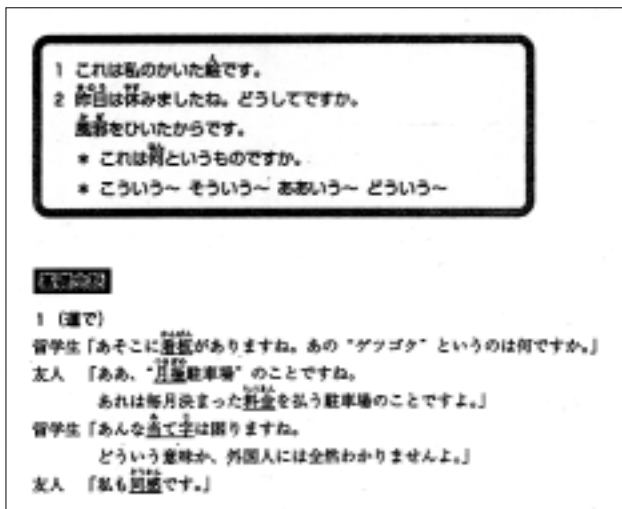 1 これは私のかいた絵です。
2 昨日は休みましたね。どうしてですか。
風邪をひいたからです。
* これは何というものですか。
* こういう〜 そういう〜 ああいう〜 どういう〜
1 (道で)
留学生「あそこに看板がありますね。あの “ゲツゴク” というのは何ですか。」
友人 「ああ、“月極駐車場” のことですね。
あれは毎月決まった料金を払う駐車場のことですよ。」
留学生「あんな当て字は困りますね。
どういう意味か、外国人には全然わかりませんよ。」
友人 「私も同感です。」